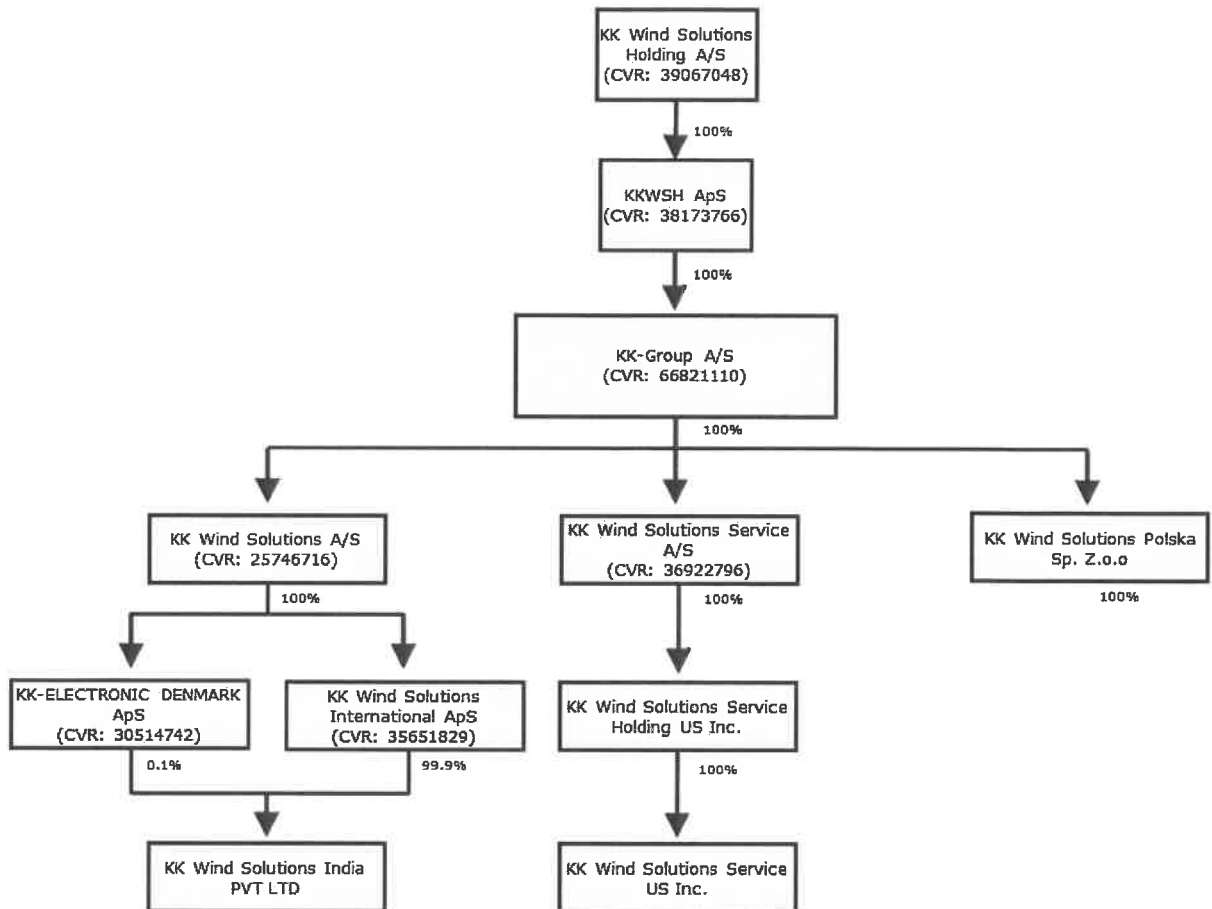 KK Wind Solutions
Holding A/S
(CVR: 39067048)
100%
KKWSH ApS
(CVR: 38173766)
100%
KK-Group A/S
(CVR: 66821110)
100%
KK Wind Solutions A/S
(CVR: 25746716)
100%
KK Wind Solutions Service
A/S
(CVR: 36922796)
100%
KK Wind Solutions Polska
Sp. Z.o.o
100%
KK-ELECTRONIC DENMARK
ApS
(CVR: 30514742)
0.1%
KK Wind Solutions
International ApS
(CVR: 35651829)
99.9%
KK Wind Solutions Service
Holding US Inc.
100%
KK Wind Solutions India
PVT LTD
KK Wind Solutions Service
US Inc.